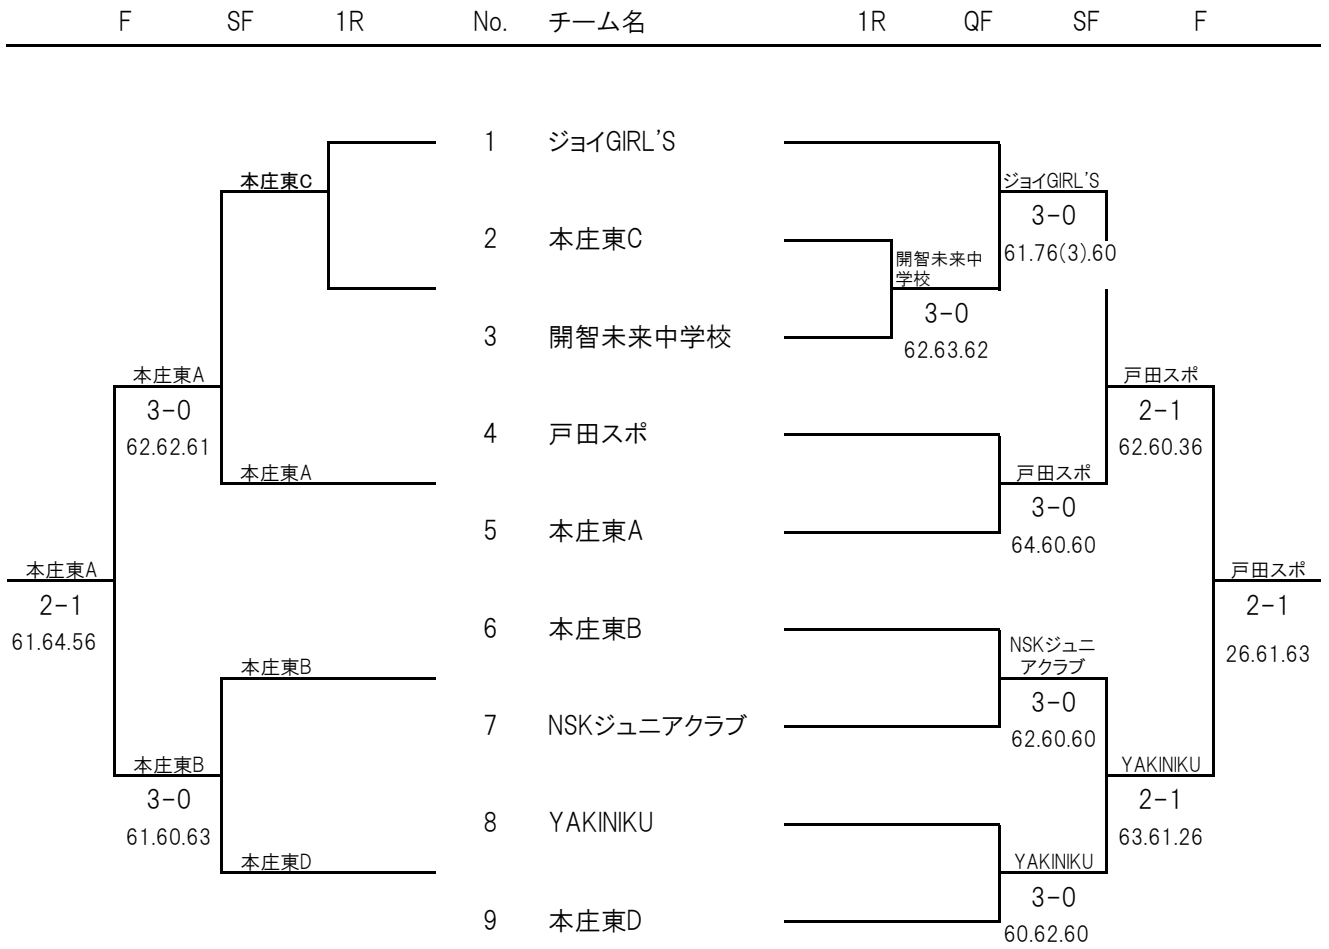 F SF 1R No. チーム名 1R QF SF F
1 ジョイGIRL'S
本庄東C ジョイGIRL'S
3-0
2 本庄東C
開智未来中 61.76(3).60
学校
3-0
3 開智未来中学校
62.63.62
本庄東A 戸田スポ
3-0 2-1
4 戸田スポ
62.62.61 62.60.36
本庄東A 戸田スポ
3-0
5 本庄東A
64.60.60
本庄東A 戸田スポ
2-1 2-1
6 本庄東B
61.64.56 NSKジュニ 26.61.63
本庄東B アクラブ
3-0
7 NSKジュニアクラブ
62.60.60
本庄東B YAKINIKU
3-0 2-1
8 YAKINIKU
61.60.63 63.61.26
本庄東D YAKINIKU
3-0
9 本庄東D
60.62.60